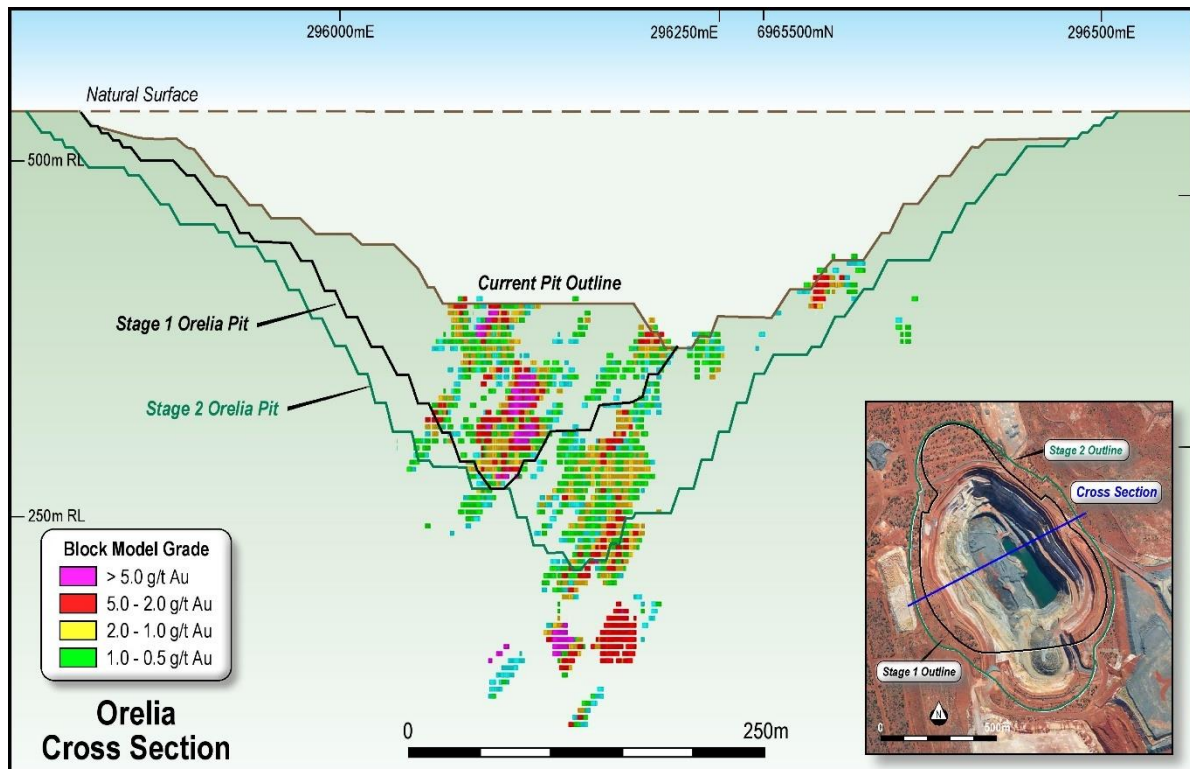 296000mE
296250mE
6965500mN
296500mE
Natural Surface
500m RL
Current Pit Outline
Stage 1 Orelia Pit
Stage 2 Orelia Pit
250m RL
Block Model Grade
> 5.0 g/t Au
5.0 - 2.0 g/t Au
2.0 - 1.0 g/t Au
1.0 - 0.5 g/t Au
Orelia
Cross Section
0
250m
Stage 2 Outline
Cross Section
Stage 1 Outline
N
0
500m